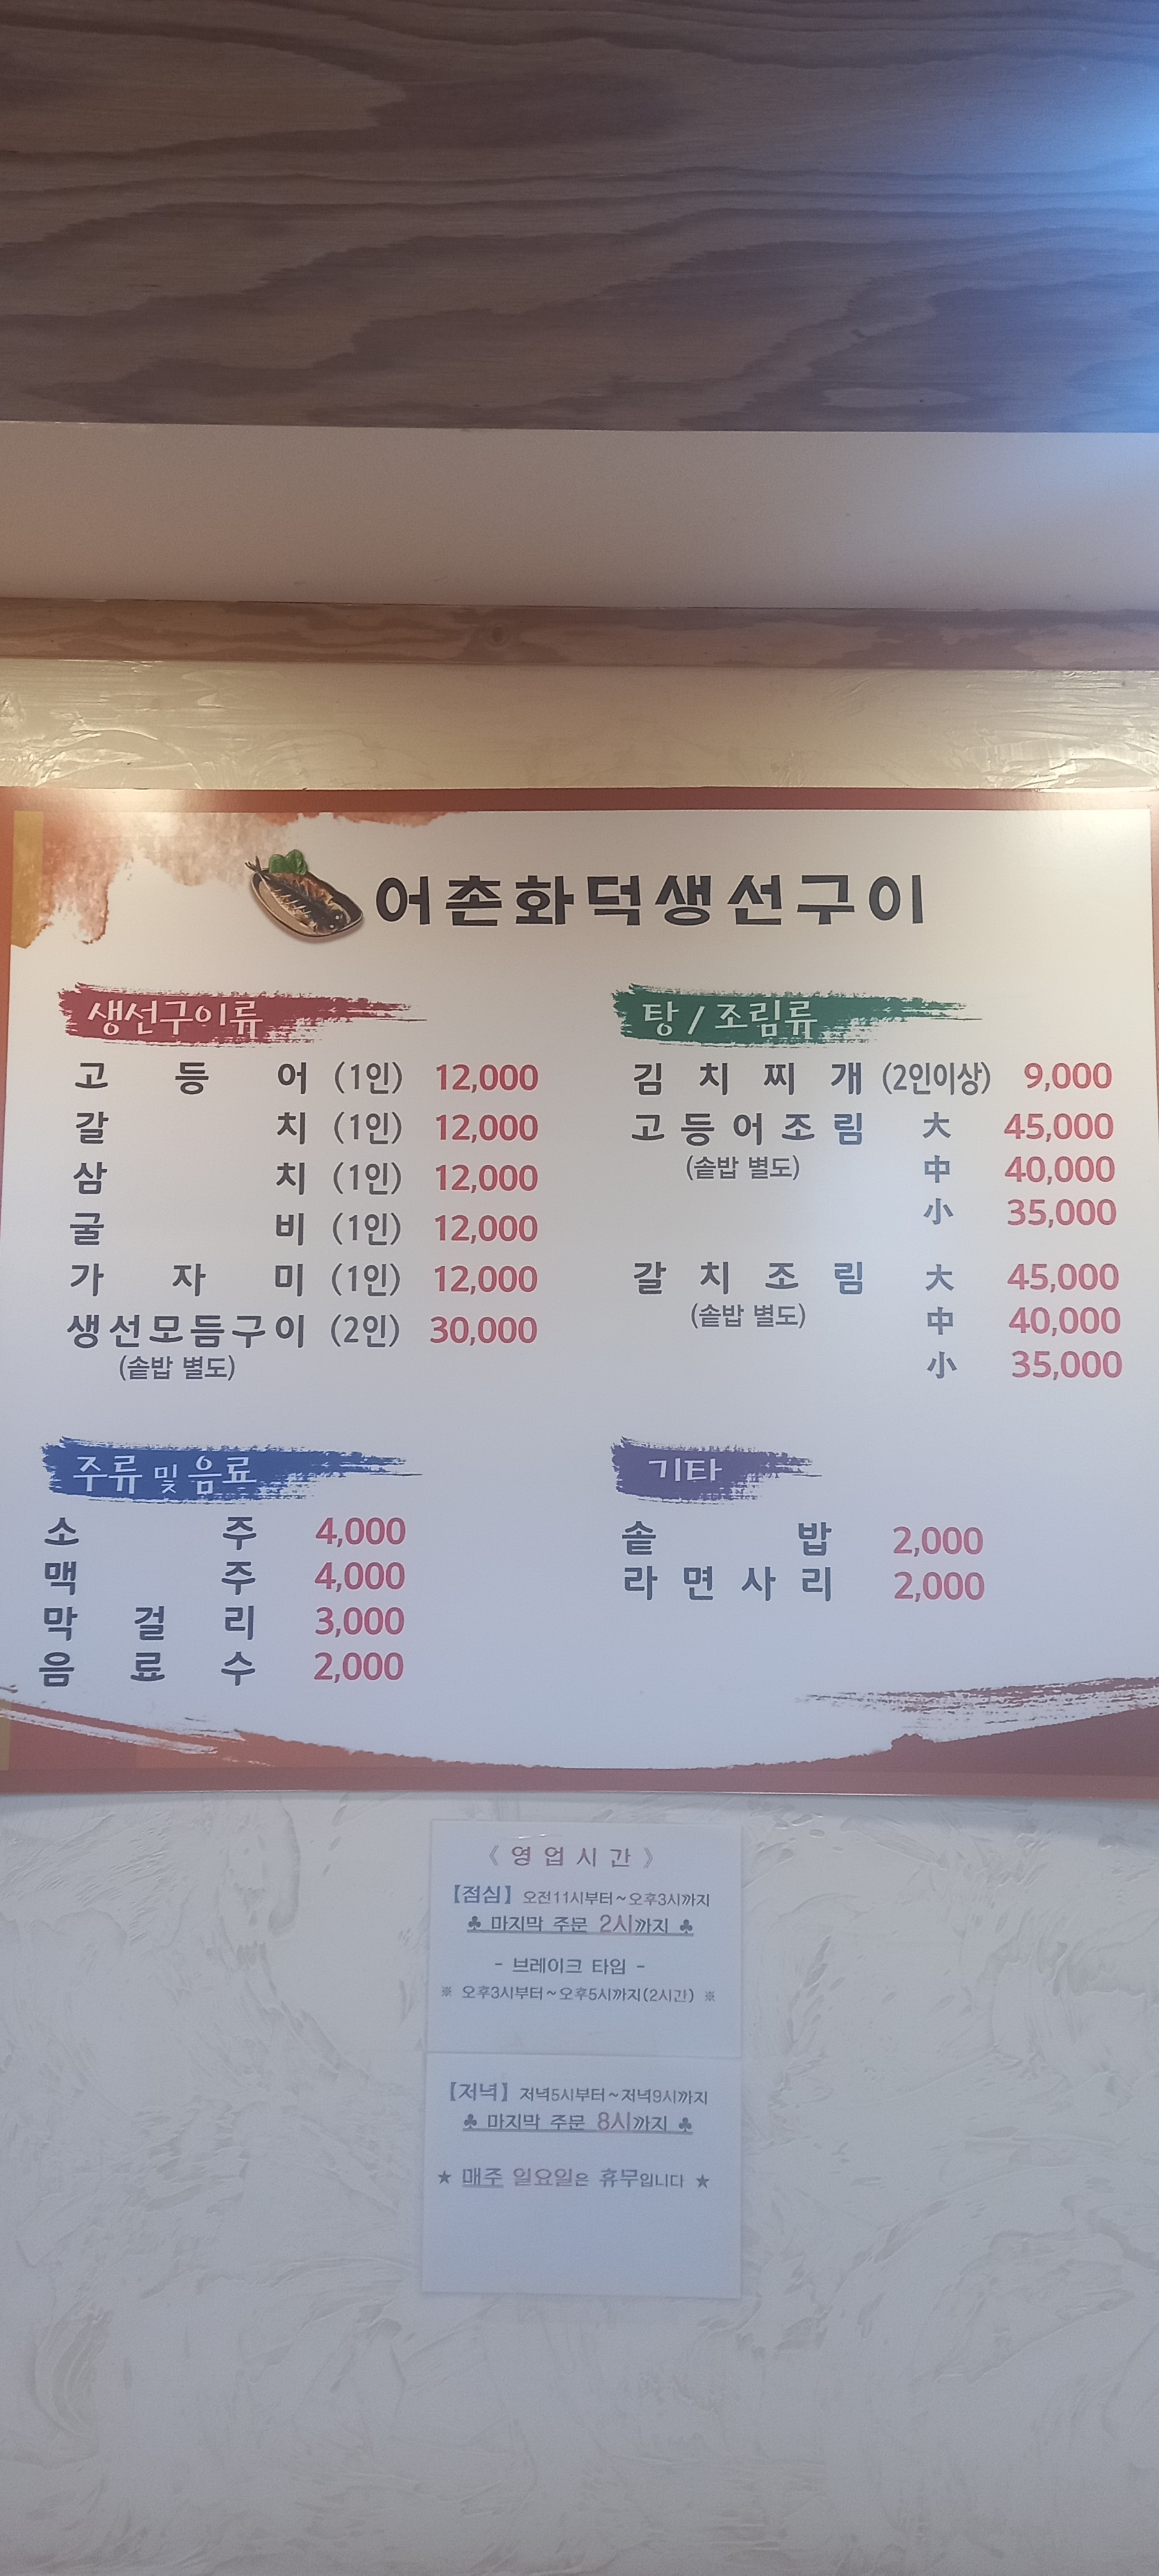 어촌화덕생선구이
생선구이류
고등어 (1인) 12,000
갈치 (1인) 12,000
삼치 (1인) 12,000
굴비 (1인) 12,000
가자미 (1인) 12,000
생선모듬구이 (2인) 30,000
(솥밥 별도)
탕 / 조림류
김치찌개 (2인이상) 9,000
고등어조림 大 45,000
(솥밥 별도) 中 40,000
小 35,000
갈치조림 大 45,000
(솥밥 별도) 中 40,000
小 35,000
주류 및 음료
소주 4,000
맥주 4,000
막걸리 3,000
음료수 2,000
기타
솥밥 2,000
라면사리 2,000
《 영업시간 》
【점심】 오전11시부터~오후3시까지
♣ 마지막 주문 2시까지 ♣
- 브레이크 타임 -
※ 오후3시부터~오후5시까지(2시간) ※
【저녁】 저녁5시부터~저녁9시까지
♣ 마지막 주문 8시까지 ♣
★ 매주 일요일은 휴무입니다 ★